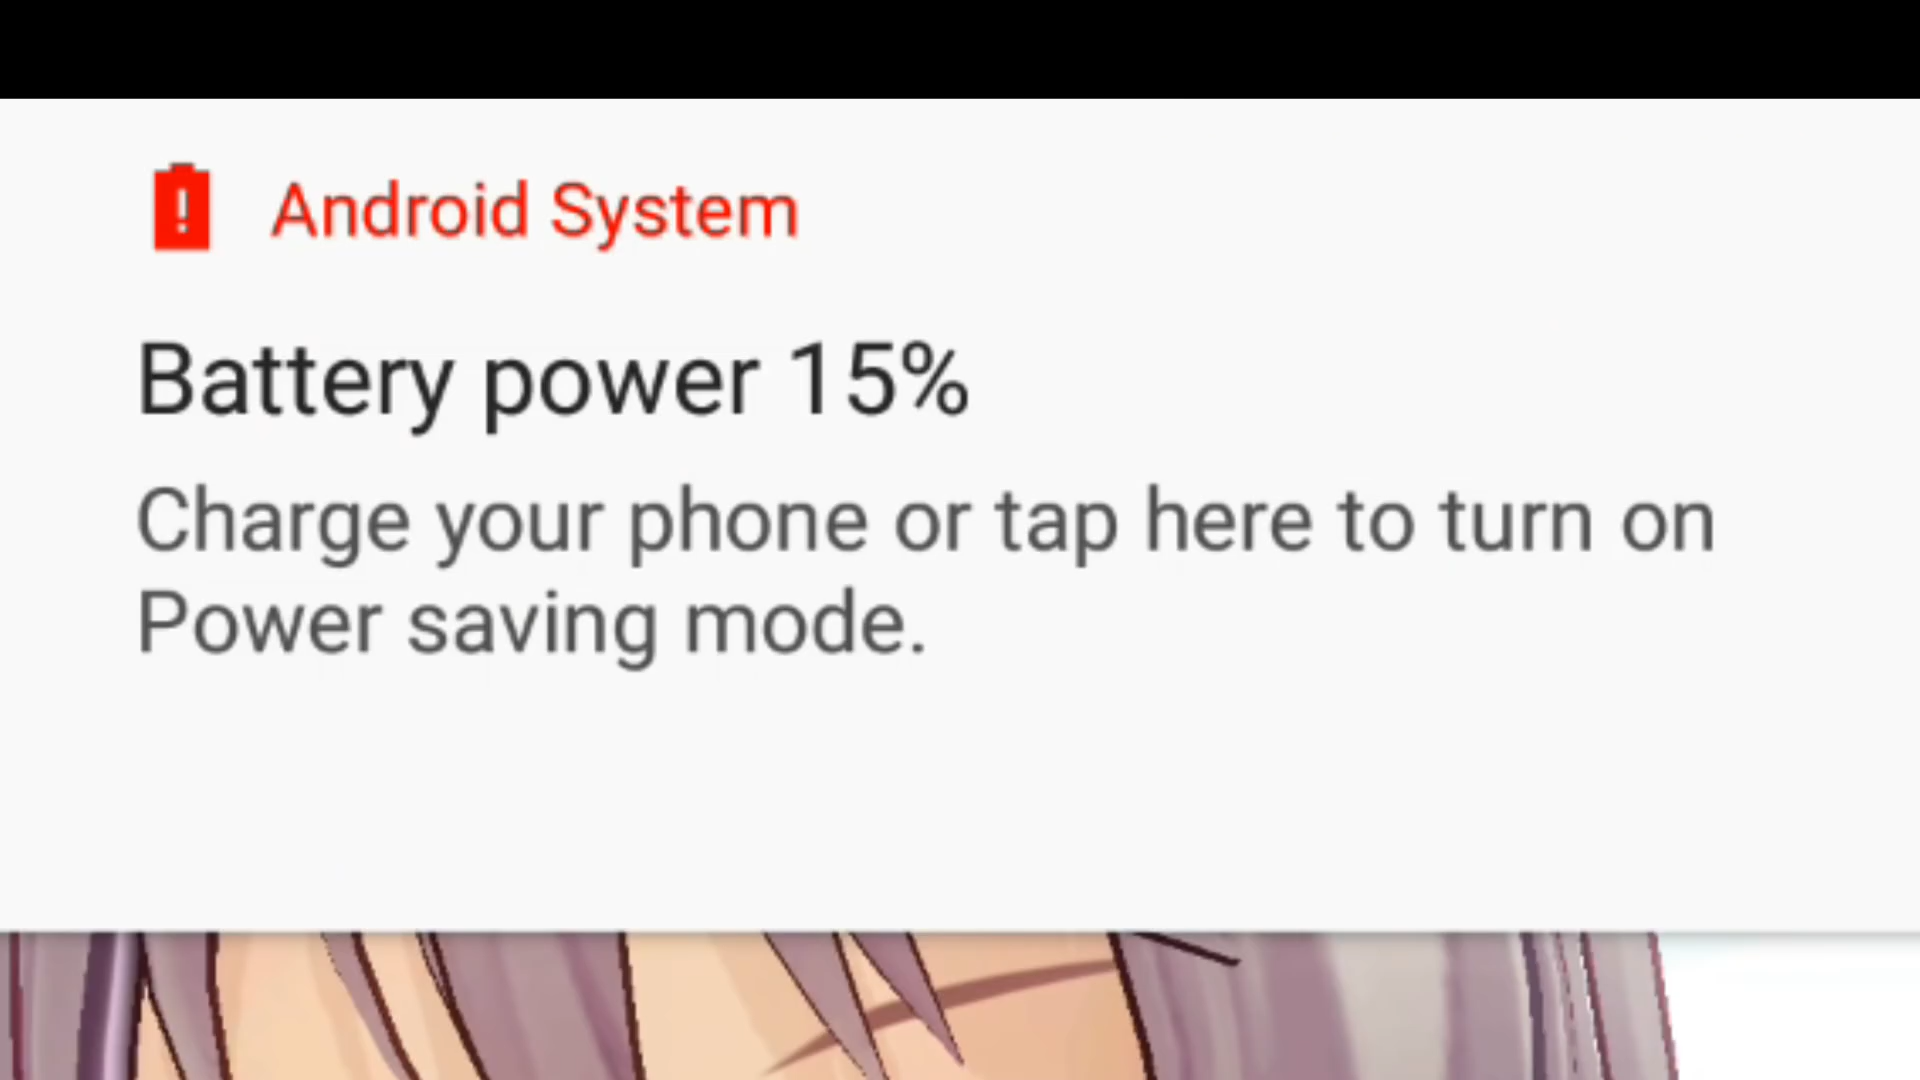 Android System
Battery power 15%
Charge your phone or tap here to turn on
Power saving mode.